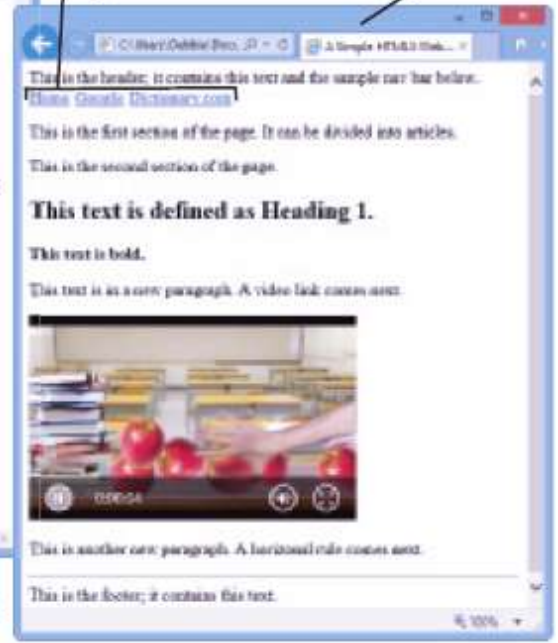 A Simple HTML5 Web...
This is the header; it contains this text and the sample nav bar below.
Home Google Dictionary.com
This is the first section of the page. It can be divided into articles.
This is the second section of the page.
This text is defined as Heading 1.
This text is bold.
This text is in a new paragraph. A video link comes next.
0:00:04
This is another new paragraph. A horizontal rule comes next.
This is the footer; it contains this text.
100%